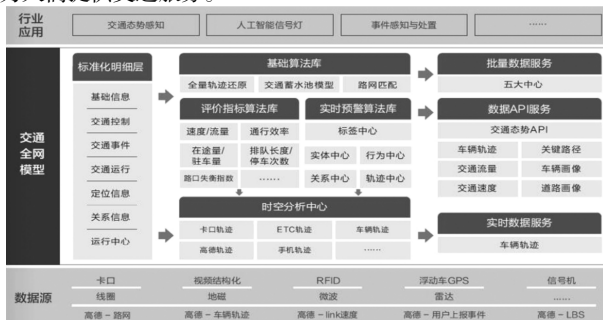 行业
应用
交通态势感知 人工智能信号灯 事件感知与处置 ……
交通
全网
模型
标准化明细层
基础信息
交通控制
交通事件
交通运行
定位信息
关系信息
运行中心
基础算法库
全量轨迹还原 交通蓄水池模型 路网匹配
评价指标算法库
速度/流量 通行效率
在途量/
驻车量
排队长度/
停车次数
路口失衡指数 ……
实时预警算法库
标签中心
实体中心 行为中心
关系中心 轨迹中心
时空分析中心
卡口轨迹 ETC轨迹 车辆轨迹
高德轨迹 手机轨迹 ……
批量数据服务
五大中心
数据API服务
交通态势API
车辆轨迹 关键路径
交通流量 车辆画像
交通速度 道路画像
实时数据服务
车辆轨迹
数据源
卡口 视频结构化 RFID 浮动车GPS 信号机
线圈 地磁 微波 雷达 ……
高德－路网 高德－车辆轨迹 高德－link速度 高德－用户上报事件 高德－LBS